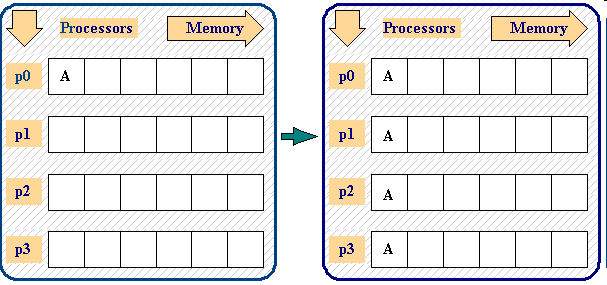 Processors Memory
p0 A
p1
p2
p3
Processors Memory
p0 A
p1 A
p2 A
p3 A